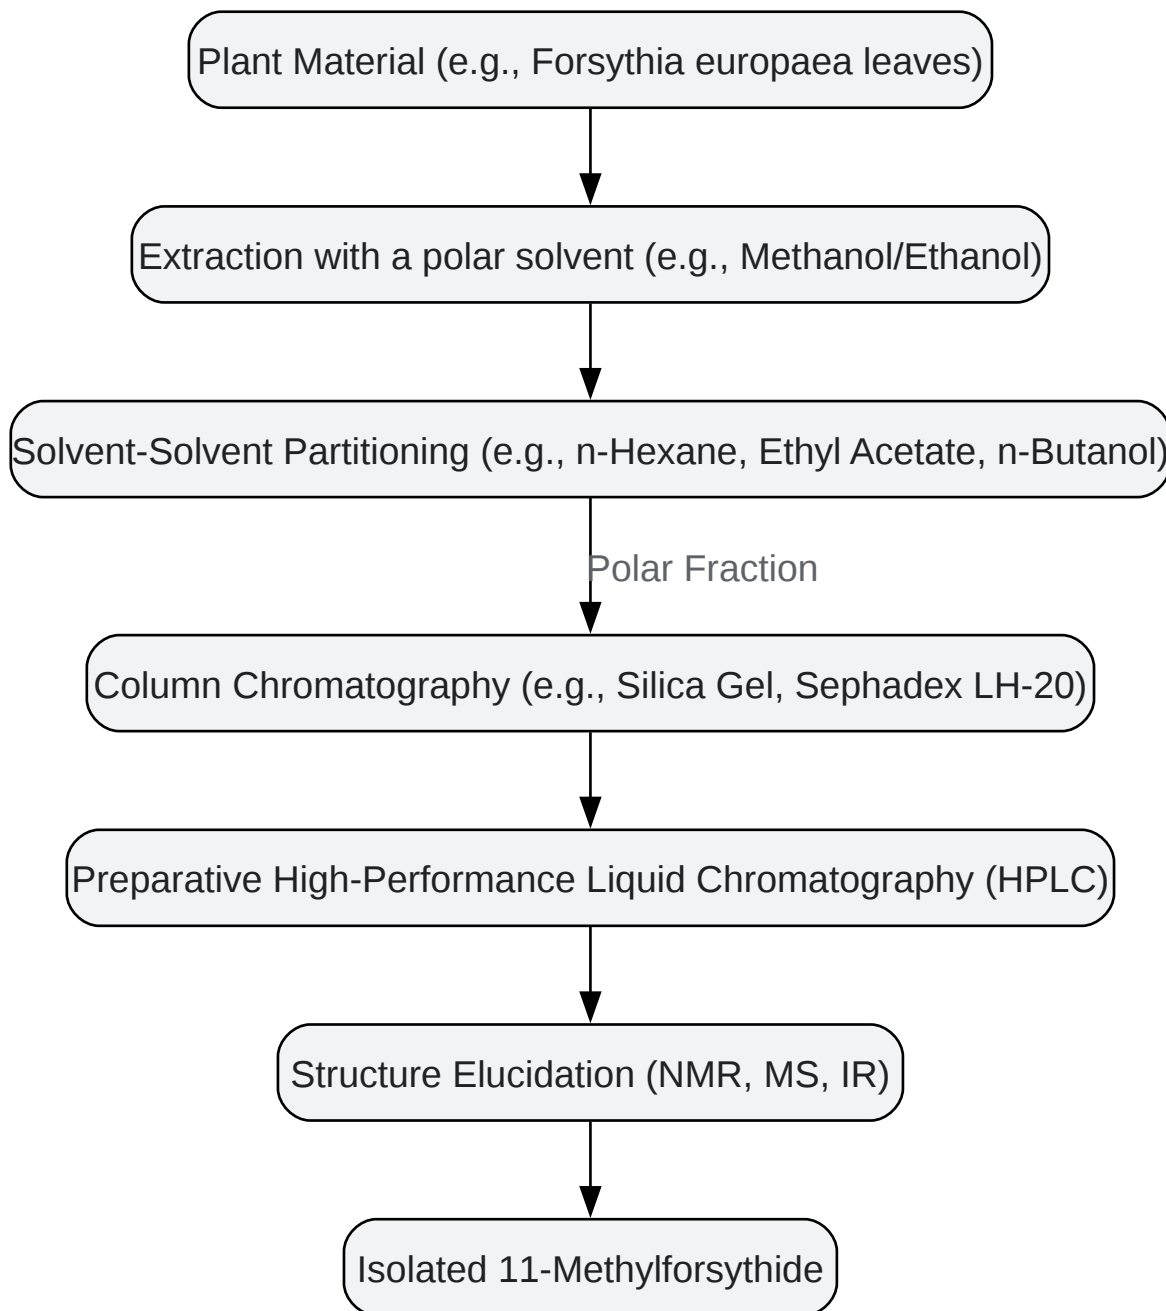 Plant Material (e.g., Forsythia europaea leaves)
Extraction with a polar solvent (e.g., Methanol/Ethanol)
Solvent-Solvent Partitioning (e.g., n-Hexane, Ethyl Acetate, n-Butanol)
Polar Fraction
Column Chromatography (e.g., Silica Gel, Sephadex LH-20)
Preparative High-Performance Liquid Chromatography (HPLC)
Structure Elucidation (NMR, MS, IR)
Isolated 11-Methylforsythide